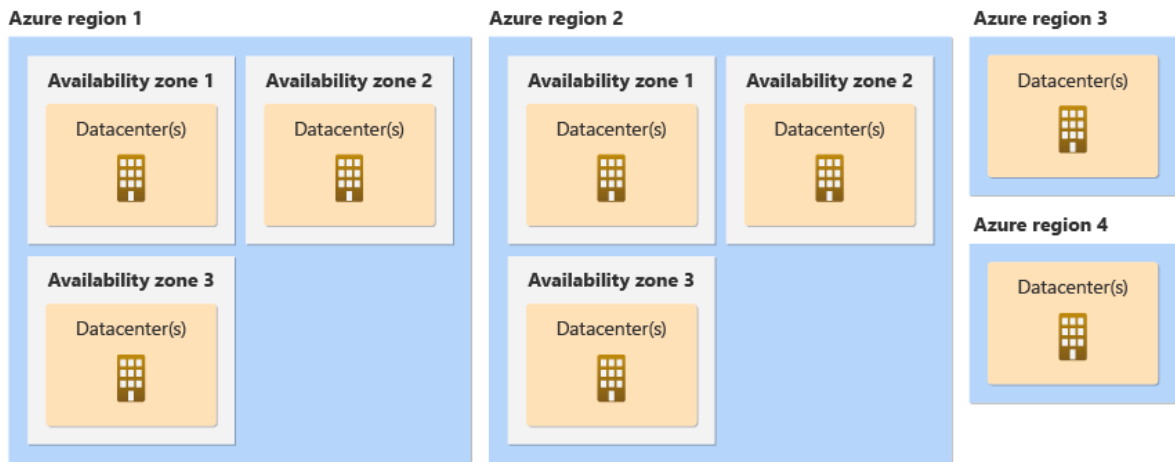 Azure region 1
Availability zone 1
Datacenter(s)
Availability zone 2
Datacenter(s)
Availability zone 3
Datacenter(s)
Azure region 2
Availability zone 1
Datacenter(s)
Availability zone 2
Datacenter(s)
Availability zone 3
Datacenter(s)
Azure region 3
Datacenter(s)
Azure region 4
Datacenter(s)